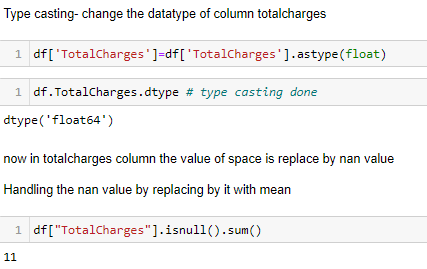 Type casting- change the datatype of column totalcharges
1 df['TotalCharges']=df['TotalCharges'].astype(float)
1 df.TotalCharges.dtype # type casting done
dtype('float64')
now in totalcharges column the value of space is replace by nan value
Handling the nan value by replacing by it with mean
1 df["TotalCharges"].isnull().sum()
11